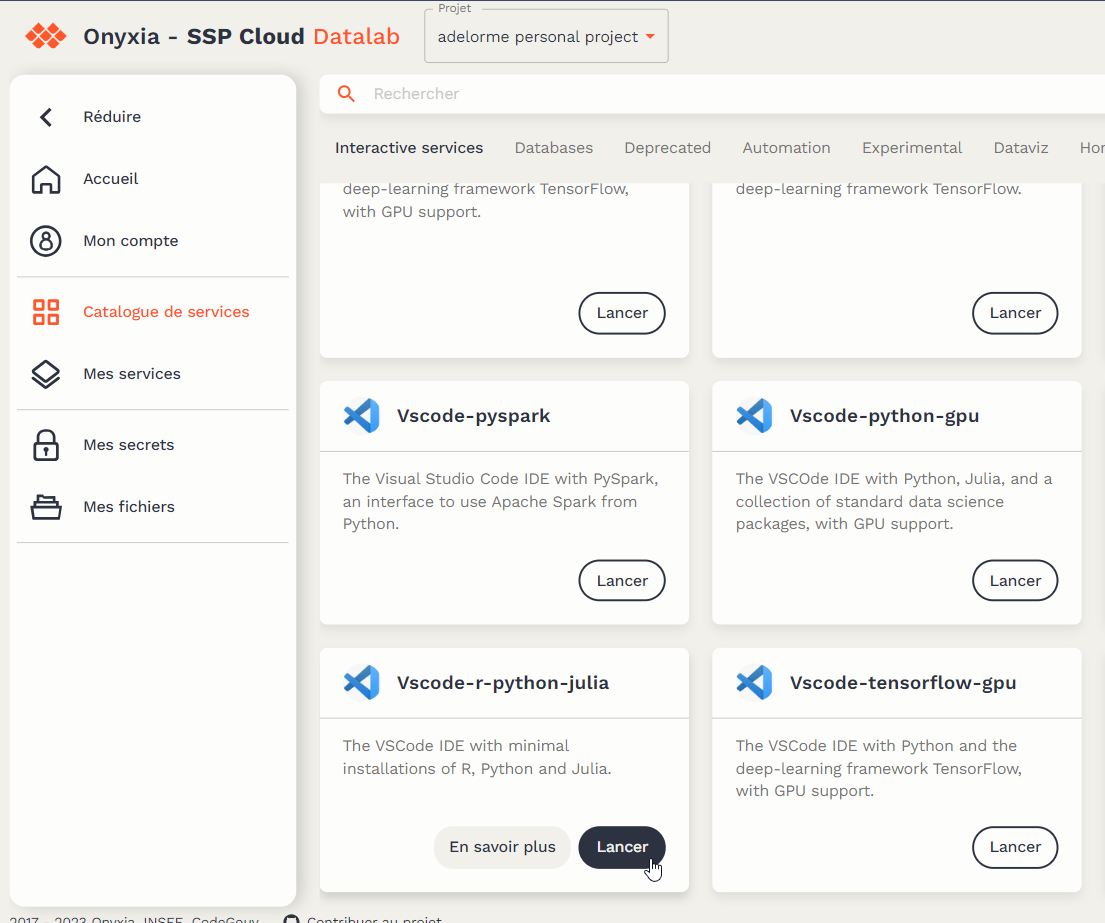 Projet
Onyxia - SSP Cloud Datalab
adelorme personal project
Réduire
Accueil
Mon compte
Catalogue de services
Mes services
Mes secrets
Mes fichiers
Rechercher
Interactive services Databases Deprecated Automation Experimental Dataviz
deep-learning framework TensorFlow,
with GPU support.
Lancer
deep-learning framework TensorFlow.
Lancer
Vscode-pyspark
The Visual Studio Code IDE with PySpark,
an interface to use Apache Spark from
Python.
Lancer
Vscode-python-gpu
The VSCOde IDE with Python, Julia, and a
collection of standard data science
packages, with GPU support.
Lancer
Vscode-r-python-julia
The VSCode IDE with minimal
installations of R, Python and Julia.
En savoir plus Lancer
Vscode-tensorflow-gpu
The VSCode IDE with Python and the
deep-learning framework TensorFlow,
with GPU support.
Lancer
2017 - 2023 Onyxia, INSEE, CodeGouv Contribuer au projet